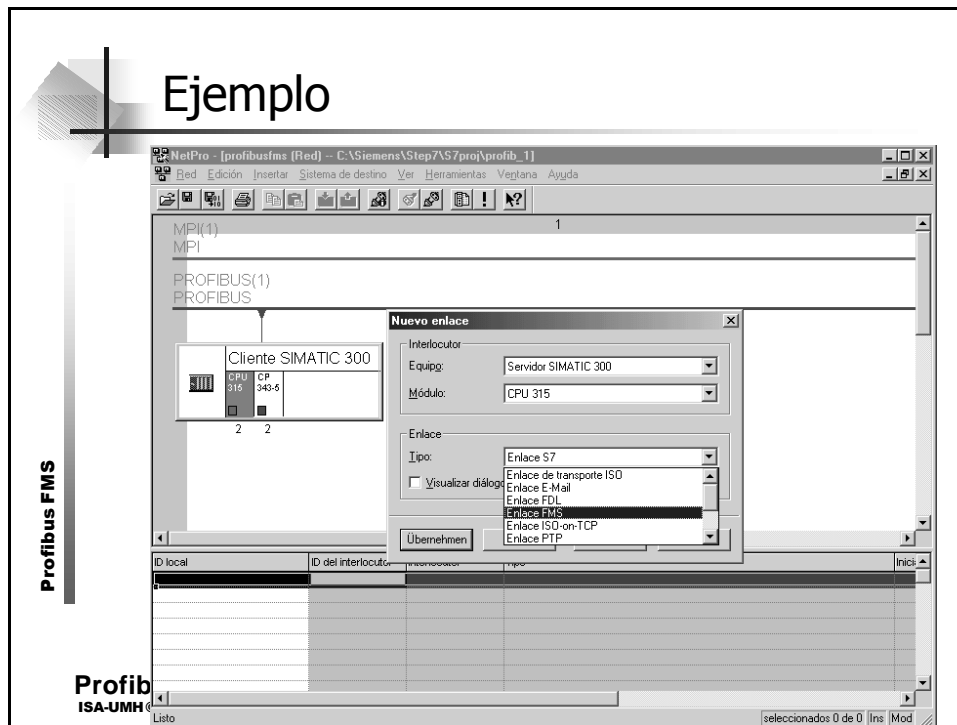 Ejemplo
NetPro - [profibusfms (Red) -- C:\Siemens\Step7\S7proj\profib_1]
Red Edición Insertar Sistema de destino Ver Herramientas Ventana Ayuda
1
MPI(1)
MPI
PROFIBUS(1)
PROFIBUS
Cliente SIMATIC 300
CPU 315
CP 343-5
2 2
Nuevo enlace
Interlocutor
Equipo: Servidor SIMATIC 300
Módulo: CPU 315
Enlace
Tipo: Enlace S7
Visualizar diálogo
Enlace de transporte ISO
Enlace E-Mail
Enlace FDL
Enlace FMS
Enlace ISO-on-TCP
Enlace PTP
Übernehmen
ID local ID del interlocutor Inicia
Listo seleccionados 0 de 0 Ins Mod
Profibus FMS
Profib
ISA-UMH ©